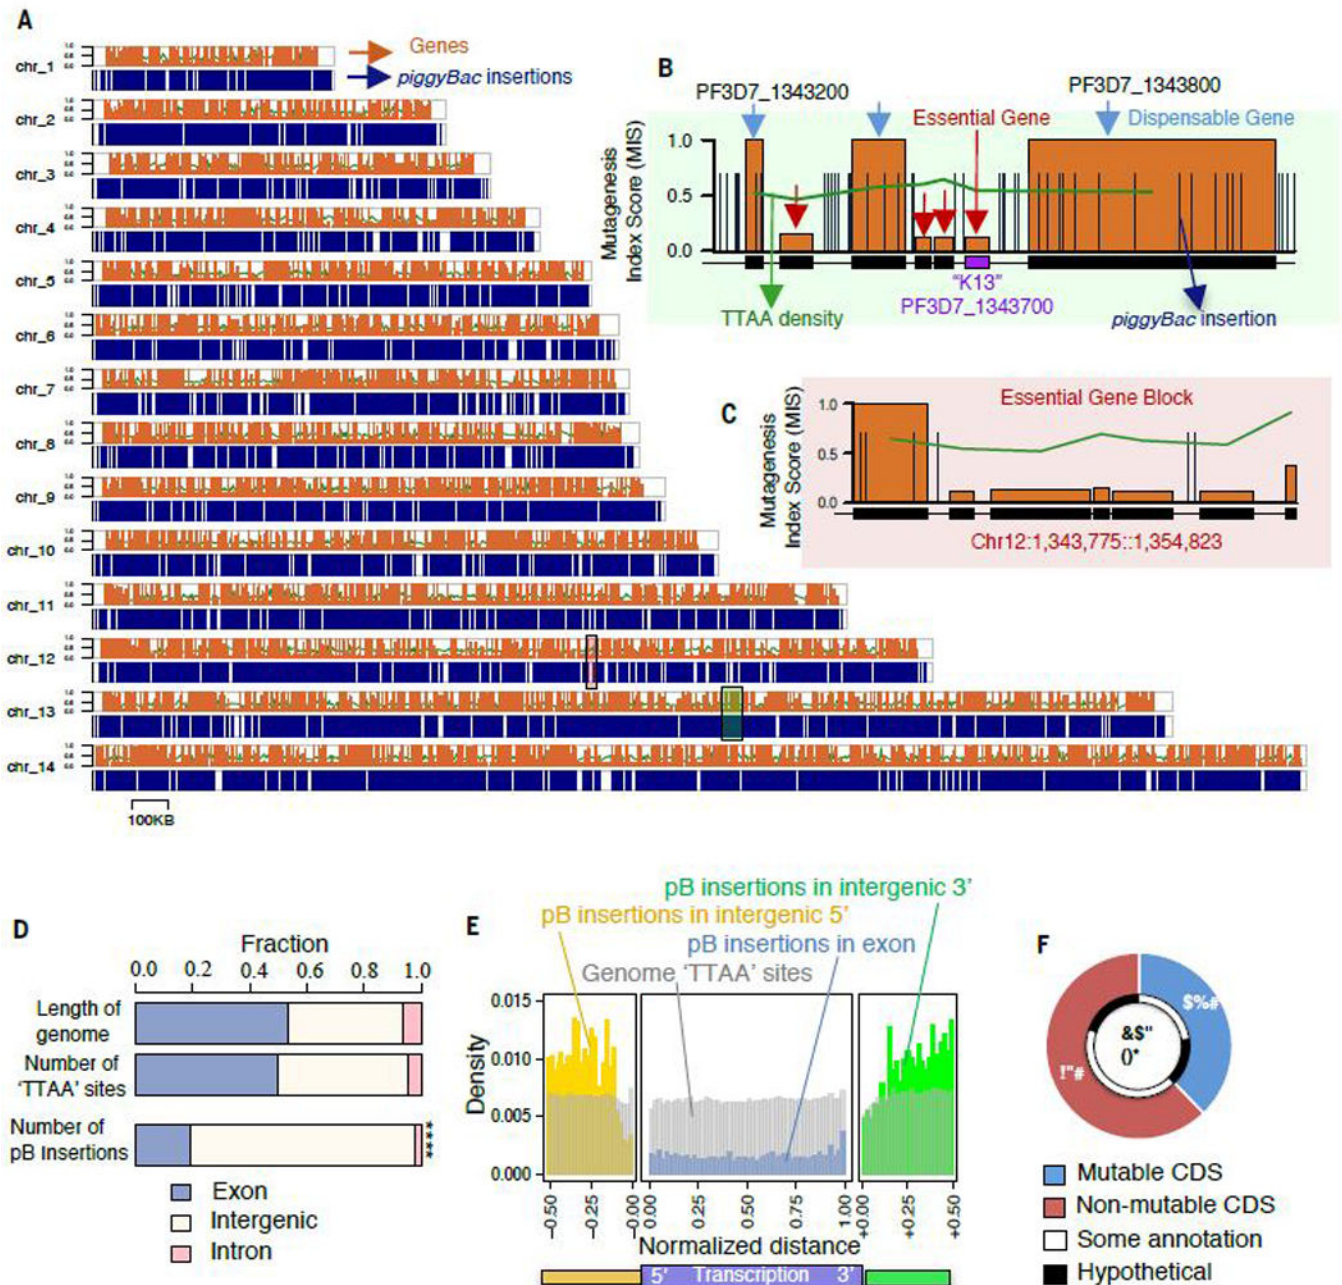 A
Genes
piggyBac insertions
chr_1
chr_2
chr_3
chr_4
chr_5
chr_6
chr_7
chr_8
chr_9
chr_10
chr_11
chr_12
chr_13
chr_14
100KB
B
PF3D7_1343200
PF3D7_1343800
Essential Gene
Dispensable Gene
Mutagenesis
Index Score (MIS)
1.0
0.5
0.0
"K13"
PF3D7_1343700
TTAA density
piggyBac insertion
C
Essential Gene Block
Mutagenesis
Index Score (MIS)
1.0
0.5
0.0
Chr12:1,343,775::1,354,823
D
Fraction
0.0 0.2 0.4 0.6 0.8 1.0
Length of
genome
Number of
'TTAA' sites
Number of
pB Insertions
****
Exon
Intergenic
Intron
E
pB insertions in intergenic 3'
pB insertions in intergenic 5'
pB insertions in exon
Genome 'TTAA' sites
Density
0.015
0.010
0.005
0.000
-0.50 -0.25 -0.00 0.00 0.25 0.50 0.75 1.00 +0.00 +0.25 +0.50
Normalized distance
5' Transcription 3'
F
$%#
&$"
()*
!"#
Mutable CDS
Non-mutable CDS
Some annotation
Hypothetical